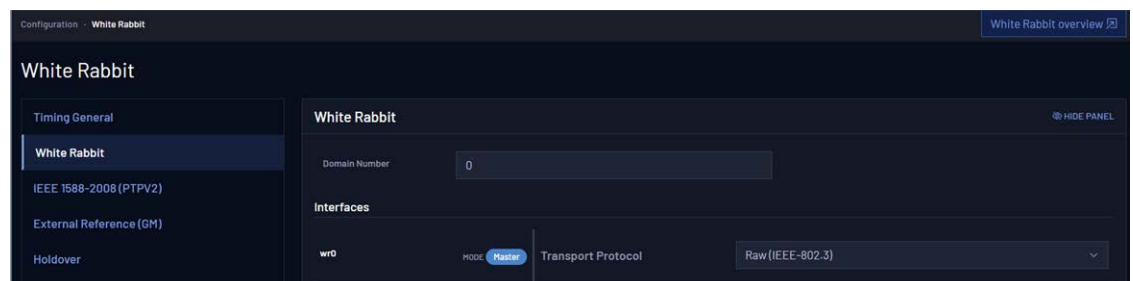 Configuration · White Rabbit
White Rabbit overview
White Rabbit
Timing General
White Rabbit
IEEE 1588-2008 (PTPV2)
External Reference (GM)
Holdover
White Rabbit
HIDE PANEL
Domain Number 0
Interfaces
wr0 MODE Master Transport Protocol Raw (IEEE-802.3)